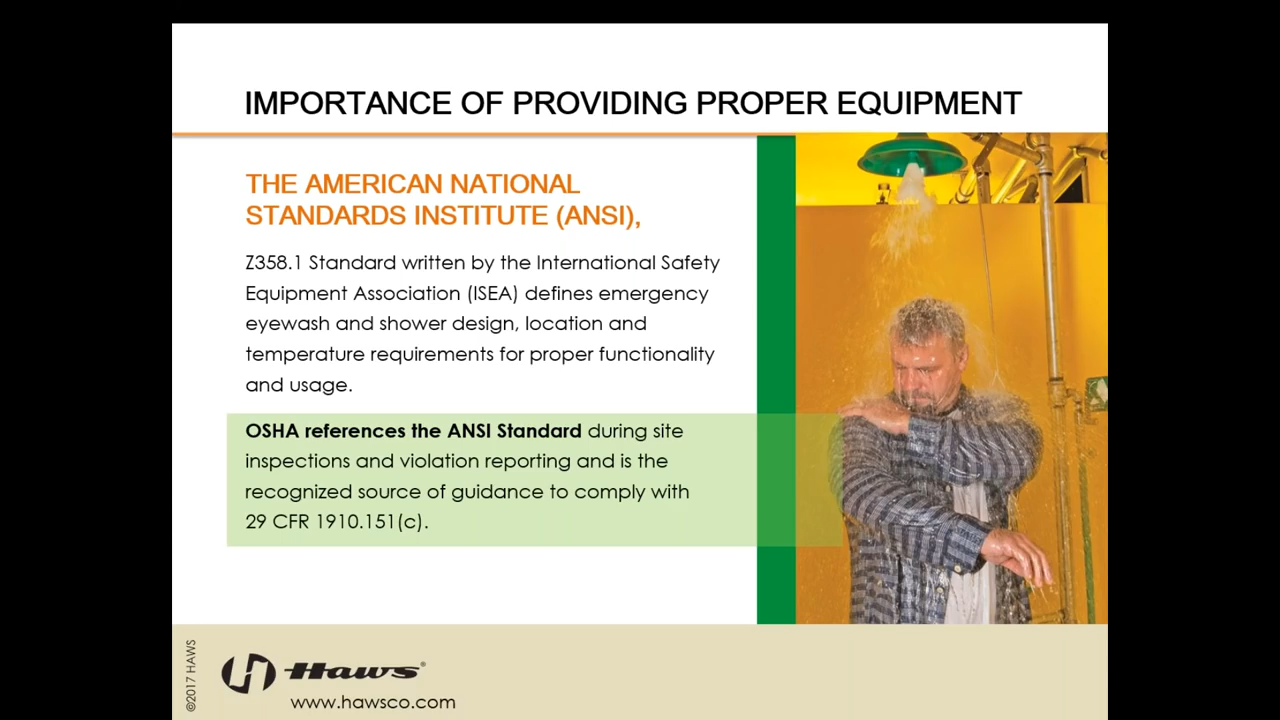 IMPORTANCE OF PROVIDING PROPER EQUIPMENT
THE AMERICAN NATIONAL
STANDARDS INSTITUTE (ANSI),
Z358.1 Standard written by the International Safety
Equipment Association (ISEA) defines emergency
eyewash and shower design, location and
temperature requirements for proper functionality
and usage.
OSHA references the ANSI Standard during site
inspections and violation reporting and is the
recognized source of guidance to comply with
29 CFR 1910.151(c).
©2017 HAWS
Haws®
www.hawsco.com